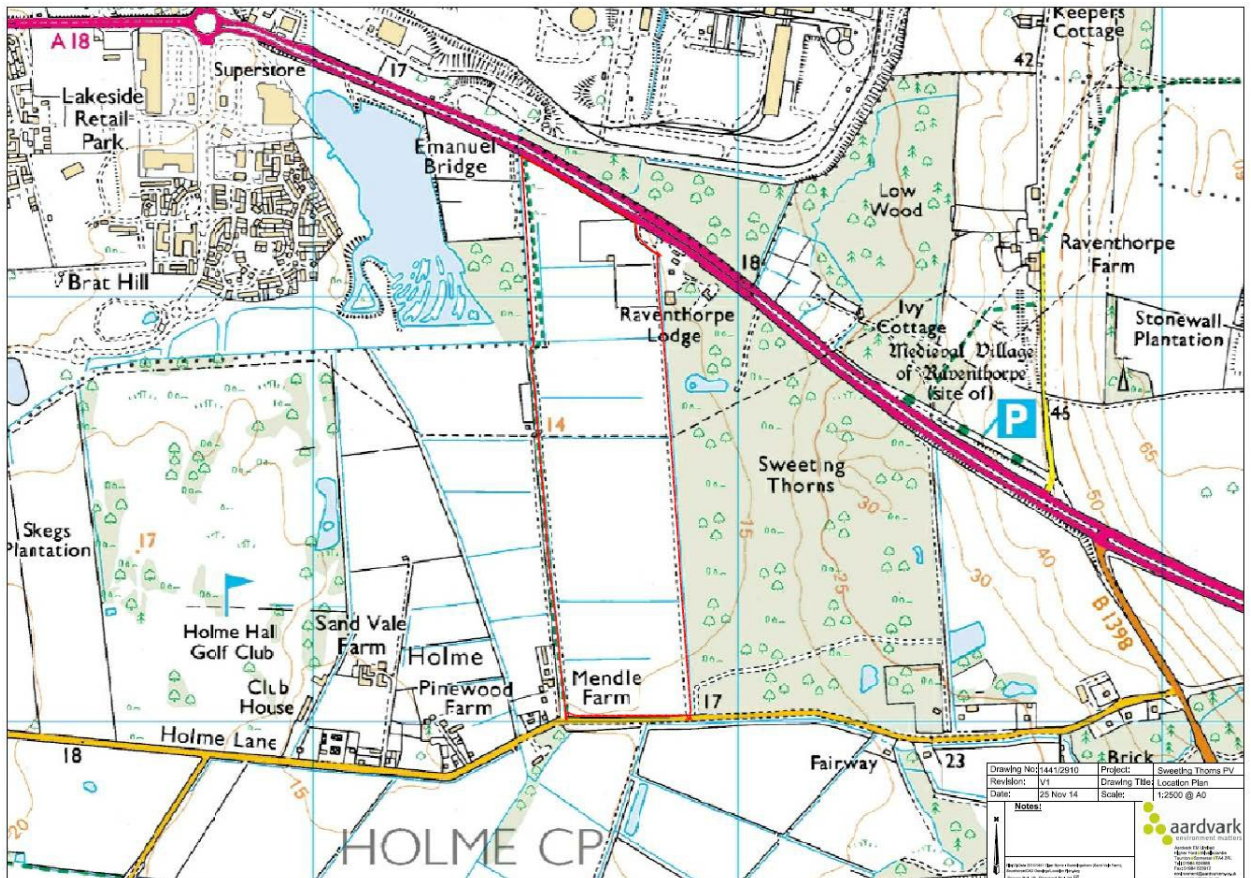 A 18
Superstore
17
Keepers
Cottage
42
Lakeside
Retail
Park
Emanuel
Bridge
Low
Wood
Raventhorpe
Farm
Brat Hill
18
Raventhorpe
Lodge
Ivy
Cottage
Medieval Village
of Raventhorpe
(site of)
Stonewall
Plantation
P
46
14
65
Sweeting
Thorns
50
30
15
Skegs
Plantation
17
40
30
25
Holme Hall
Golf Club
Sand Vale
Farm
Holme
B 1398
Club
House
Pinewood
Farm
Mendle
Farm
17
Holme Lane
18
15
Fairway
23
Brick
20
HOLME CP
Drawing No: 1441/2910 Project: Sweeting Thorns PV
Revision: V1 Drawing Title: Location Plan
Date: 25 Nov 14 Scale: 1:2500 @ A0
Notes:
N
aardvark
environment matters